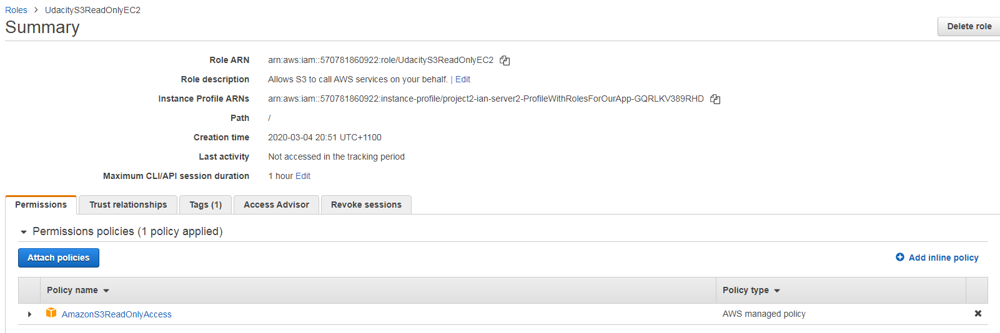 Roles > UdacityS3ReadOnlyEC2
Summary
Delete role
Role ARN arn:aws:iam::570781860922:role/UdacityS3ReadOnlyEC2
Role description Allows S3 to call AWS services on your behalf. | Edit
Instance Profile ARNs arn:aws:iam::570781860922:instance-profile/project2-ian-server2-ProfileWithRolesForOurApp-GQRLKV389RHD
Path /
Creation time 2020-03-04 20:51 UTC+1100
Last activity Not accessed in the tracking period
Maximum CLI/API session duration 1 hour Edit
Permissions Trust relationships Tags (1) Access Advisor Revoke sessions
Permissions policies (1 policy applied)
Attach policies Add inline policy
Policy name Policy type
AmazonS3ReadOnlyAccess AWS managed policy